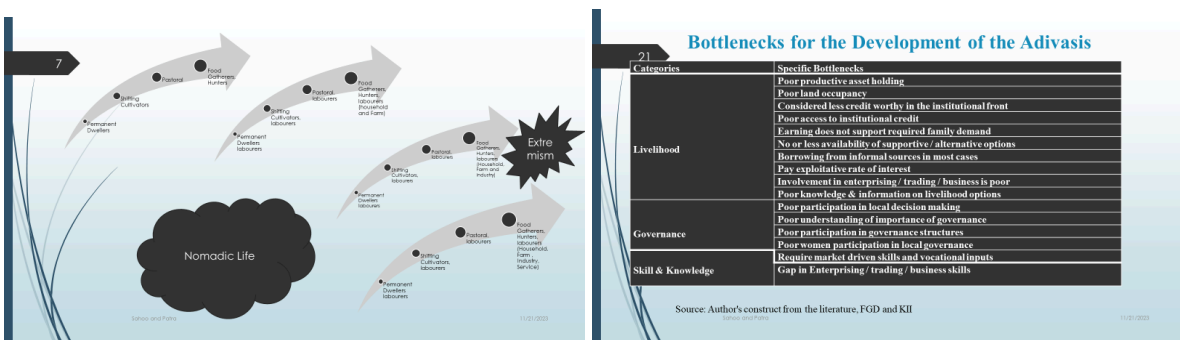 7
Permanent
Dwellers
Shifting
Cultivators
Pastoral
Food
Gatherers,
Hunters,
Permanent
Dwellers
labourers
Shifting
Cultivators,
labourers
Pastoral,
labourers
Food
Gatherers,
Hunters,
labourers
(household
and Farm)
Permanent
Dwellers
labourers
Shifting
Cultivators,
labourers
Pastoral,
labourers
Food
Gatherers,
Hunters,
labourers
(Household,
Farm and
Industry)
Extre
mism
Permanent
Dwellers
labourers
Shifting
Cultivators,
labourers
Pastoral,
labourers
Food
Gatherers,
Hunters,
labourers
(Household,
Farm ,
Industry,
Service)
Nomadic Life
Sahoo and Patra
11/21/2023
21
Bottlenecks for the Development of the Adivasis
Categories Specific Bottlenecks
Livelihood
Poor productive asset holding
Poor land occupancy
Considered less credit worthy in the institutional front
Poor access to institutional credit
Earning does not support required family demand
No or less availability of supportive / alternative options
Borrowing from informal sources in most cases
Pay exploitative rate of interest
Involvement in enterprising / trading / business is poor
Poor knowledge & information on livelihood options
Governance
Poor participation in local decision making
Poor understanding of importance of governance
Poor participation in governance structures
Poor women participation in local governance
Skill & Knowledge
Require market driven skills and vocational inputs
Gap in Enterprising / trading / business skills
Source: Author's construct from the literature, FGD and KII
Sahoo and Patra
11/21/2023